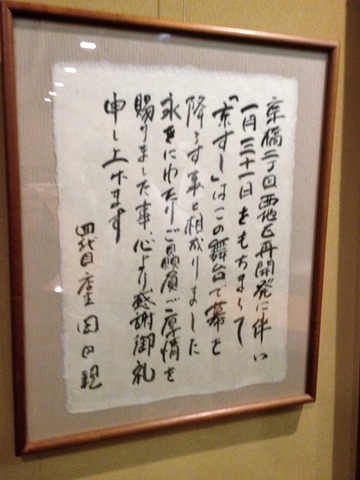 京橋二丁目西地区再開発に伴い
一月三十一日をもちまして
「京すし」はこの舞台で幕を
降ろす事と相成りました
永きにわたりご贔屓ご厚情を
賜りました事心より感謝御礼
申し上げます
四代目店主